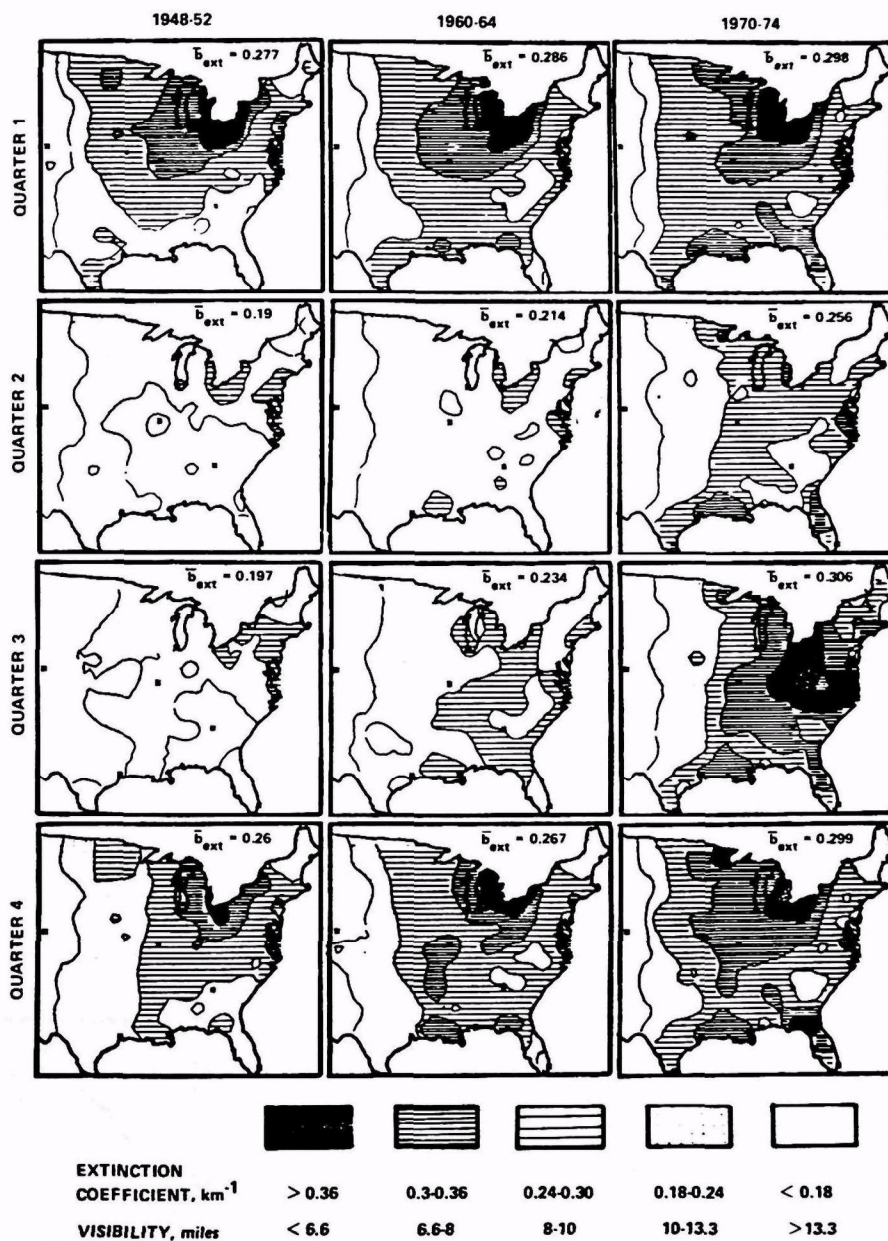 1948-52 1960-64 1970-74
QUARTER 1
b̄ext = 0.277 b̄ext = 0.286 b̄ext = 0.298
QUARTER 2
b̄ext = 0.19 b̄ext = 0.214 b̄ext = 0.256
QUARTER 3
b̄ext = 0.197 b̄ext = 0.234 b̄ext = 0.306
QUARTER 4
b̄ext = 0.26 b̄ext = 0.267 b̄ext = 0.299
EXTINCTION
COEFFICIENT, km⁻¹ > 0.36 0.3-0.36 0.24-0.30 0.18-0.24 < 0.18
VISIBILITY, miles < 6.6 6.6-8 8-10 10-13.3 > 13.3